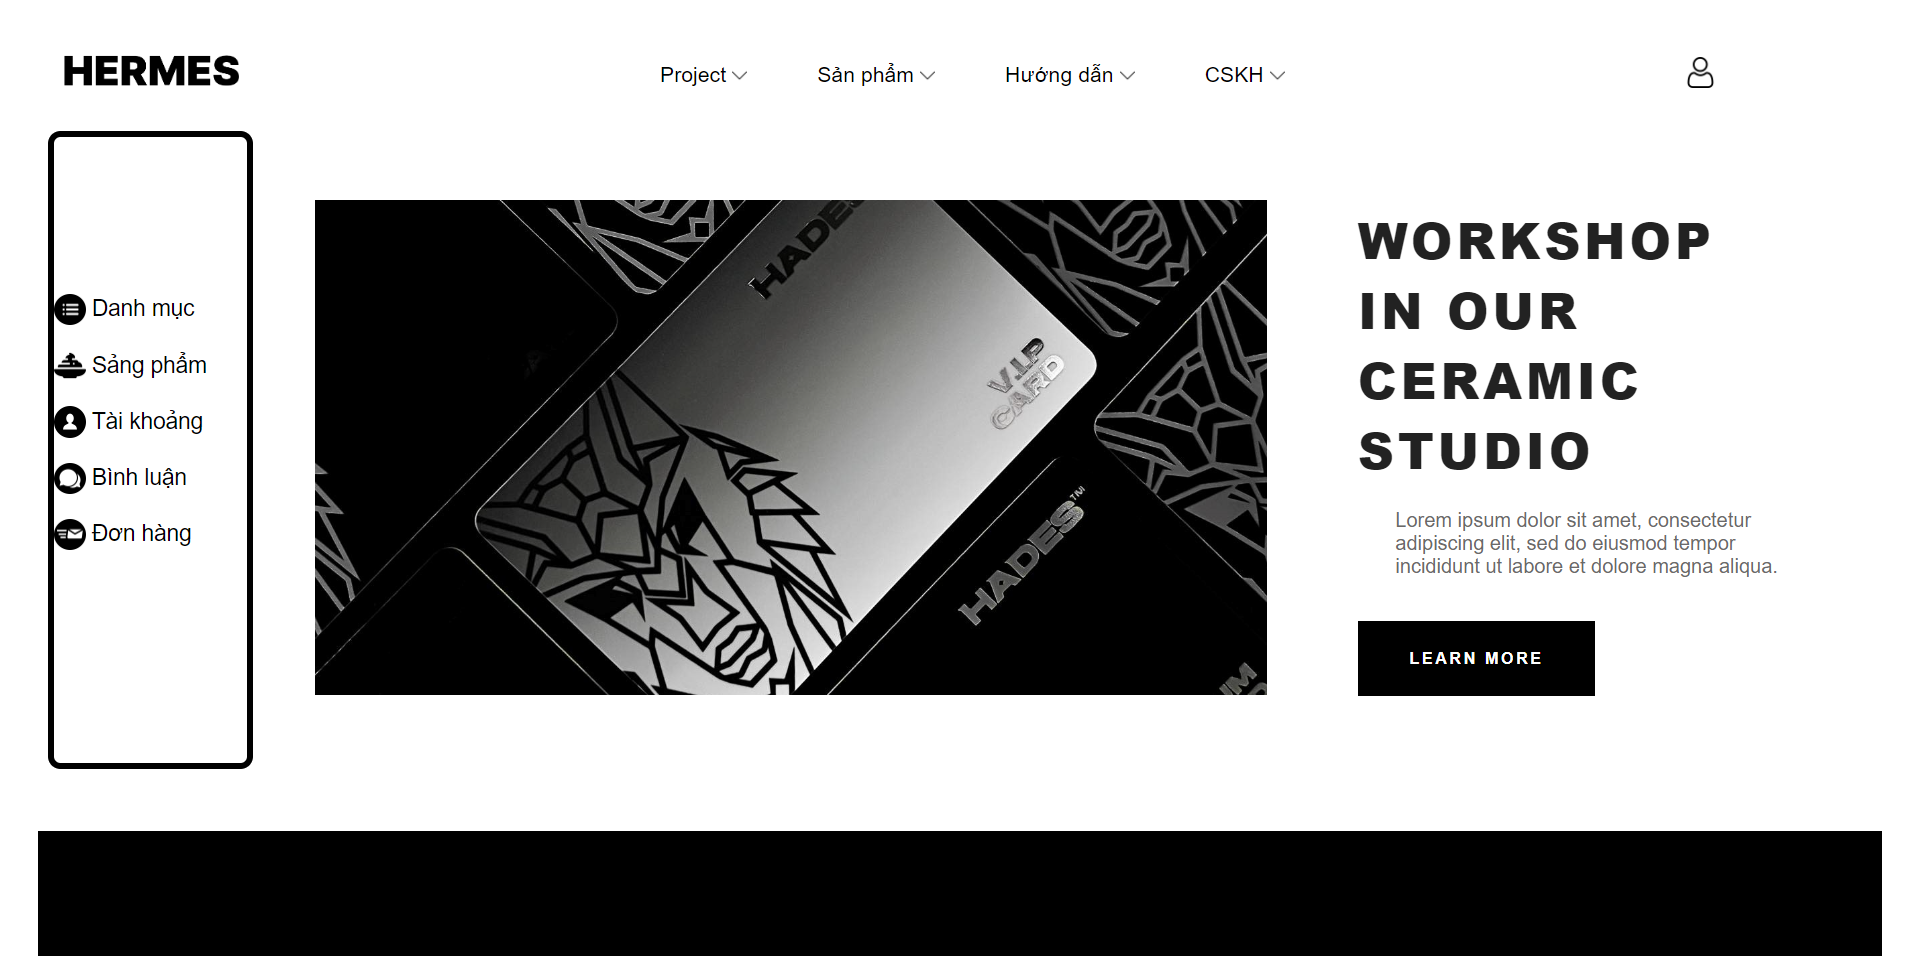 HERMES
Project
Sản phẩm
Hướng dẫn
CSKH
Danh mục
Sảng phẩm
Tài khoảng
Bình luận
Đơn hàng
HADES
V.I.P
CARD
HADES™
WORKSHOP
IN OUR
CERAMIC
STUDIO
Lorem ipsum dolor sit amet, consectetur
adipiscing elit, sed do eiusmod tempor
incididunt ut labore et dolore magna aliqua.
LEARN MORE